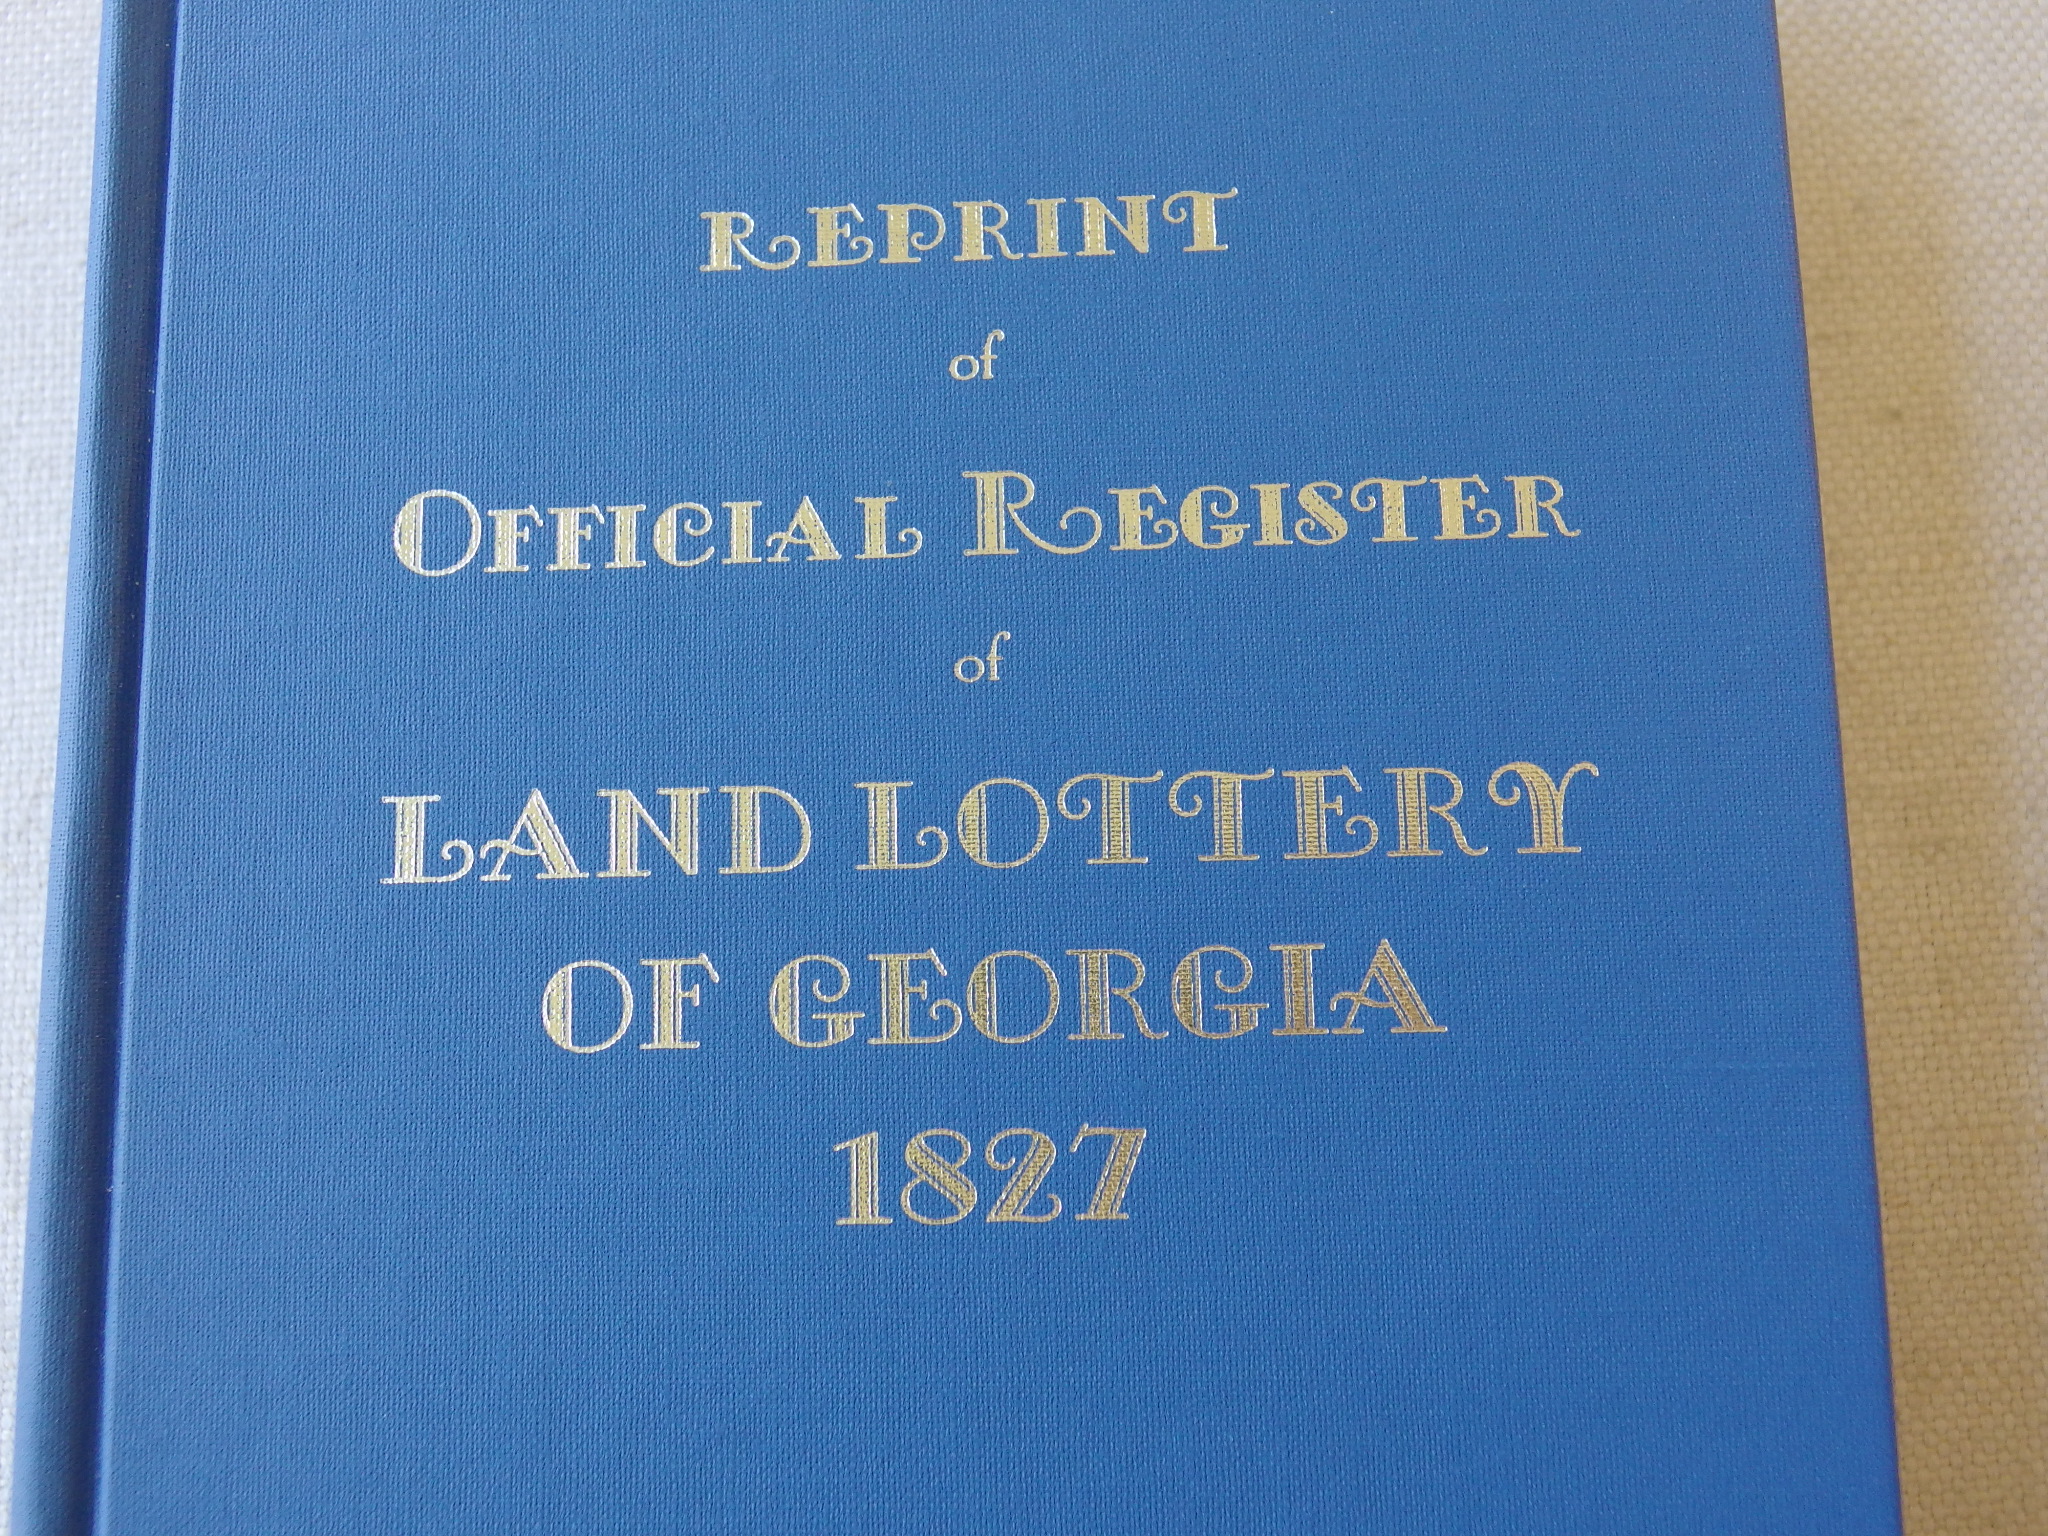 REPRINT
of
OFFICIAL REGISTER
of
LAND LOTTERY
OF GEORGIA
1827